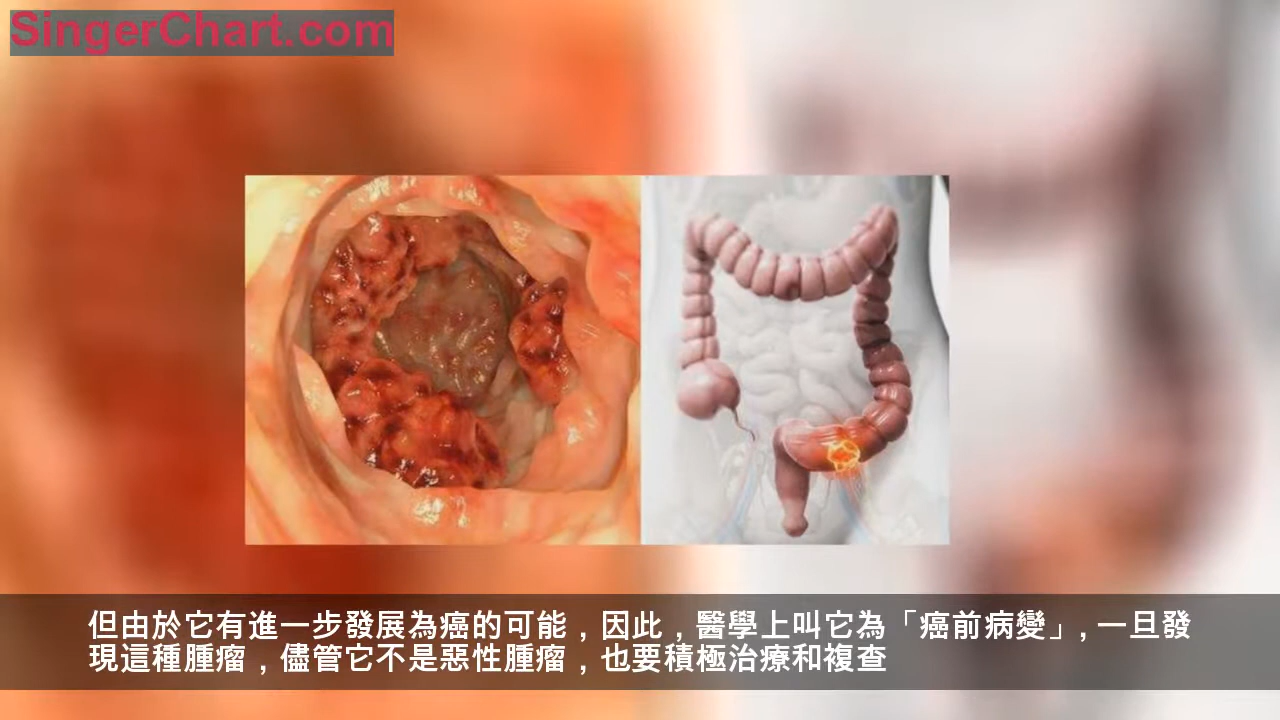 SingerChart.com
但由於它有進一步發展為癌的可能，因此，醫學上叫它為「癌前病變」, 一旦發
現這種腫瘤，儘管它不是惡性腫瘤，也要積極治療和複查